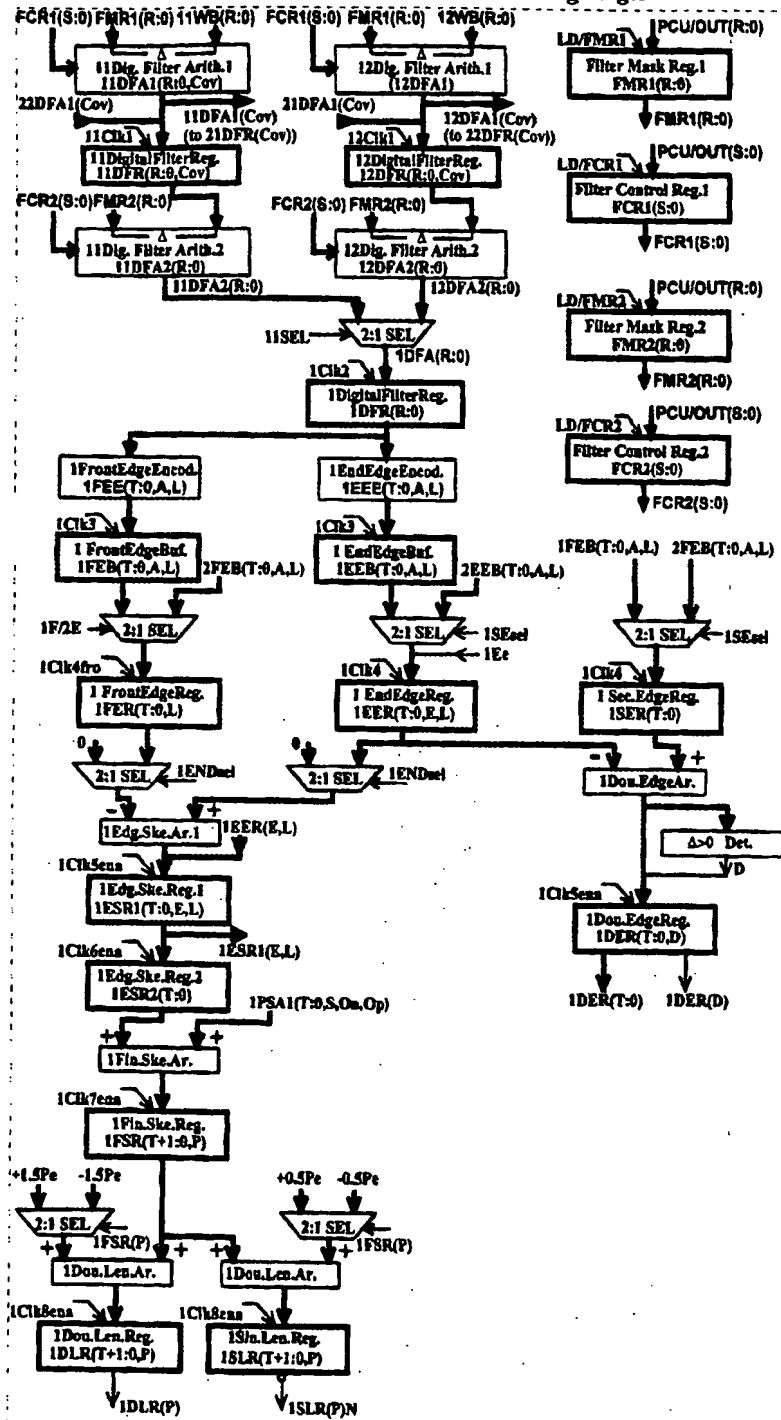 FCR1(S:0) FMR1(R:0) 11WB(R:0)
FCR1(S:0) FMR1(R:0) 12WB(R:0)
PCU/OUT(R:0)
LD/FMR1
Δ
11Dig. Filter Arith.1
11DFA1(R:0,Cov)
Δ
12Dig. Filter Arith.1
(12DFA1)
Filter Mask Reg.1
FMR1(R:0)
FMR1(R:0)
22DFA1(Cov)
11DFA1(Cov)
(to 21DFR(Cov))
21DFA1(Cov)
12DFA1(Cov)
(to 22DFR(Cov))
11Clk1
11DigitalFilterReg.
11DFR(R:0,Cov)
12Clk1
12DigitalFilterReg.
12DFR(R:0,Cov)
PCU/OUT(S:0)
LD/FCR1
Filter Control Reg.1
FCR1(S:0)
FCR1(S:0)
FCR2(S:0) FMR2(R:0)
FCR2(S:0) FMR2(R:0)
Δ
11Dig. Filter Arith.2
11DFA2(R:0)
Δ
12Dig. Filter Arith.2
12DFA2(R:0)
11DFA2(R:0)
12DFA2(R:0)
PCU/OUT(R:0)
LD/FMR2
Filter Mask Reg.2
FMR2(R:0)
FMR2(R:0)
11SEL
2:1 SEL
1DFA(R:0)
1Clk2
1DigitalFilterReg.
1DFR(R:0)
PCU/OUT(S:0)
LD/FCR2
Filter Control Reg.2
FCR2(S:0)
FCR2(S:0)
1FrontEdgeEncod.
1FEE(T:0,A,L)
1EndEdgeEncod.
1EEE(T:0,A,L)
1Clk3
1 FrontEdgeBuf.
1FEB(T:0,A,L)
2FEB(T:0,A,L)
1Clk3
1 EndEdgeBuf.
1EEB(T:0,A,L)
2EEB(T:0,A,L)
1FEB(T:0,A,L) 2FEB(T:0,A,L)
1F/2E
2:1 SEL
2:1 SEL
1SEsel
1Ee
2:1 SEL
1SEsel
1Clk4fro
1 FrontEdgeReg.
1FER(T:0,L)
1Clk4
1 EndEdgeReg.
1EER(T:0,E,L)
1Clk4
1 Sec.EdgeReg.
1SER(T:0)
0
2:1 SEL
1ENDsel
0
2:1 SEL
1ENDsel
- +
1Dou.EdgeAr.
- +
1Edg.Ske.Ar.1
1EER(E,L)
Δ>0 Det.
D
1Clk5ena
1Edg.Ske.Reg.1
1ESR1(T:0,E,L)
1Clk5ena
1Dou.EdgeReg.
1DER(T:0,D)
1ESR1(E,L)
1Clk6ena
1Edg.Ske.Reg.2
1ESR2(T:0)
1DER(T:0)
1DER(D)
1PSA1(T:0,S,On,Op)
+ +
1Fin.Ske.Ar.
1Clk7ena
1Fin.Ske.Reg.
1FSR(T+1:0,P)
+1.5Pe -1.5Pe
+0.5Pe -0.5Pe
2:1 SEL
1FSR(P)
2:1 SEL
1FSR(P)
+ +
+ +
1Dou.Len.Ar.
1Dou.Len.Ar.
1Clk8ena
1Dou.Len.Reg.
1DLR(T+1:0,P)
1Clk8ena
1Sin.Len.Reg.
1SLR(T+1:0,P)
1DLR(P)
1SLR(P)N